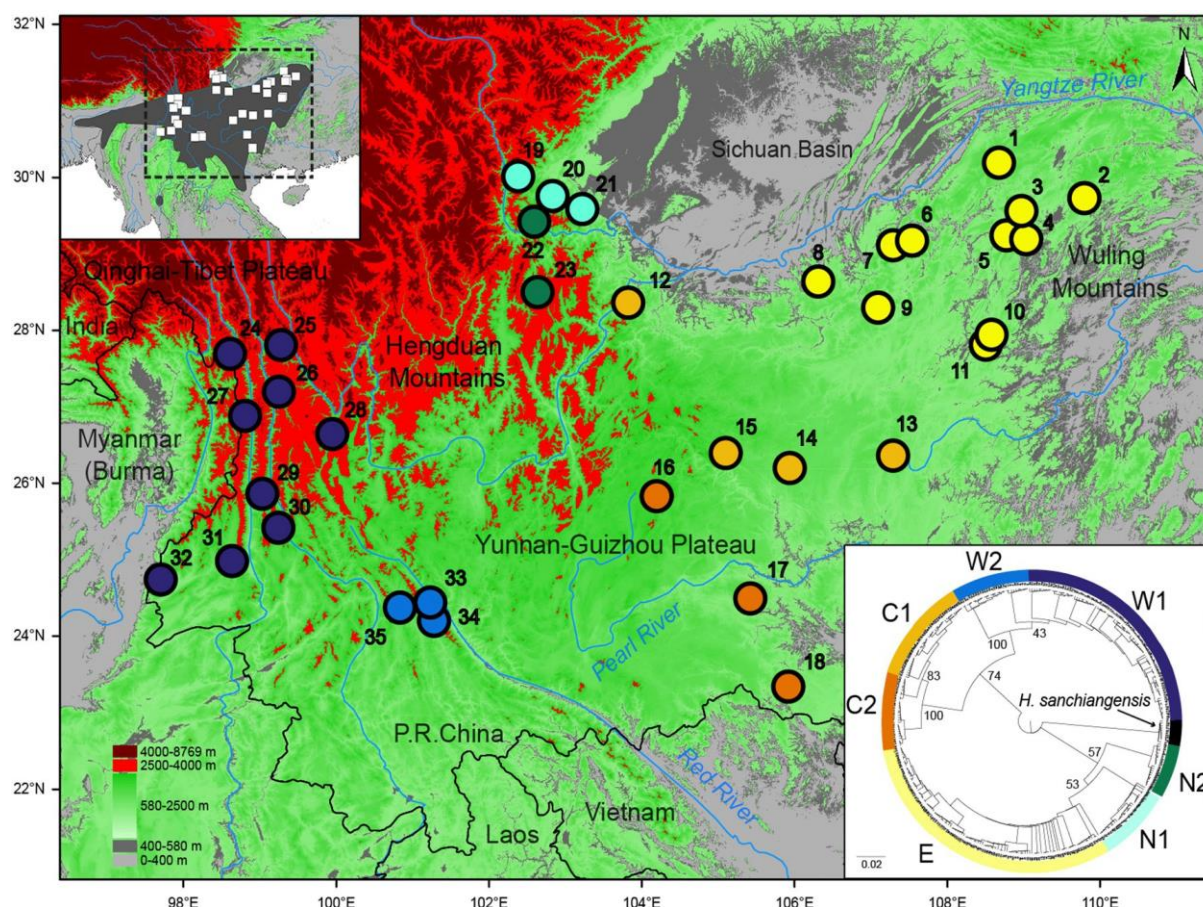 32°N
30°N
28°N
26°N
24°N
22°N
98°E
100°E
102°E
104°E
106°E
108°E
110°E
N
Yangtze River
Sichuan Basin
1
2
3
4
5
6
7
8
9
10
11
12
13
14
15
16
17
18
19
20
21
22
23
24
25
26
27
28
29
30
31
32
33
34
35
Wuling
Mountains
Qinghai-Tibet Plateau
India
Hengduan
Mountains
Myanmar
(Burma)
Yunnan-Guizhou Plateau
Pearl River
P.R.China
Red River
Vietnam
Laos
4000-8769 m
2500-4000 m
580-2500 m
400-580 m
0-400 m
W2
W1
C1
C2
E
N1
N2
43
100
74
83
100
57
53
H. sanchiangensis
0.02